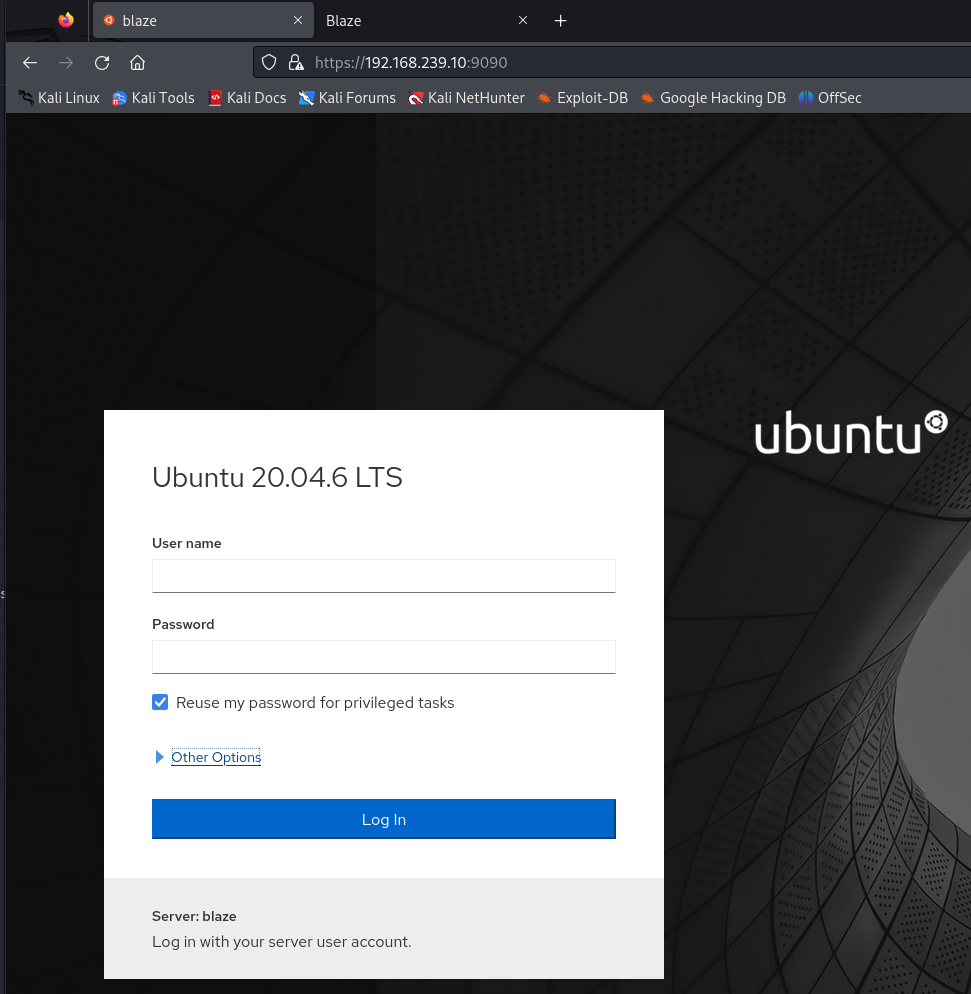 blaze
Blaze
https://192.168.239.10:9090
Kali Linux Kali Tools Kali Docs Kali Forums Kali NetHunter Exploit-DB Google Hacking DB OffSec
ubuntu
Ubuntu 20.04.6 LTS
User name
Password
Reuse my password for privileged tasks
Other Options
Log In
Server: blaze
Log in with your server user account.